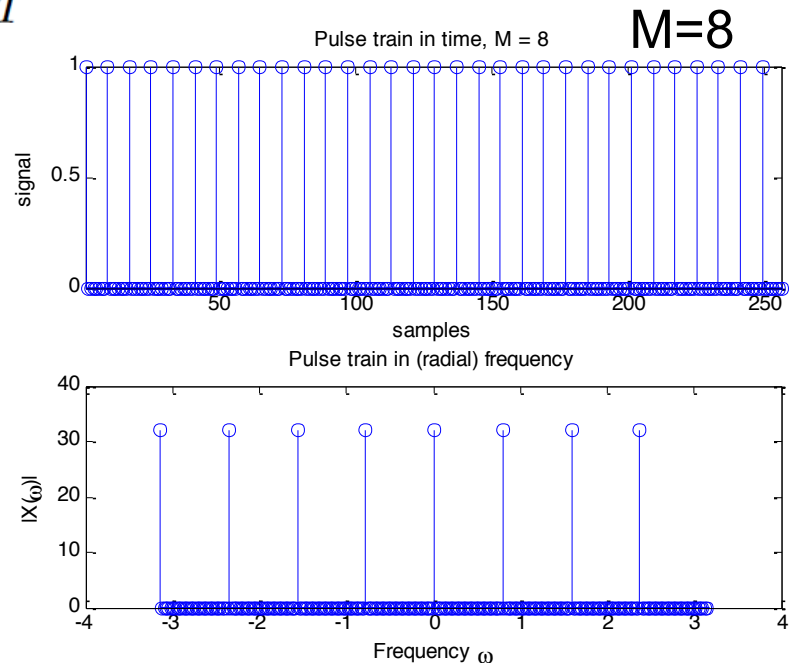 M=8
Pulse train in time, M = 8
1
0.5
0
signal
50 100 150 200 250
samples
Pulse train in (radial) frequency
40
30
20
10
0
|X(ω)|
-4 -3 -2 -1 0 1 2 3 4
Frequency ω